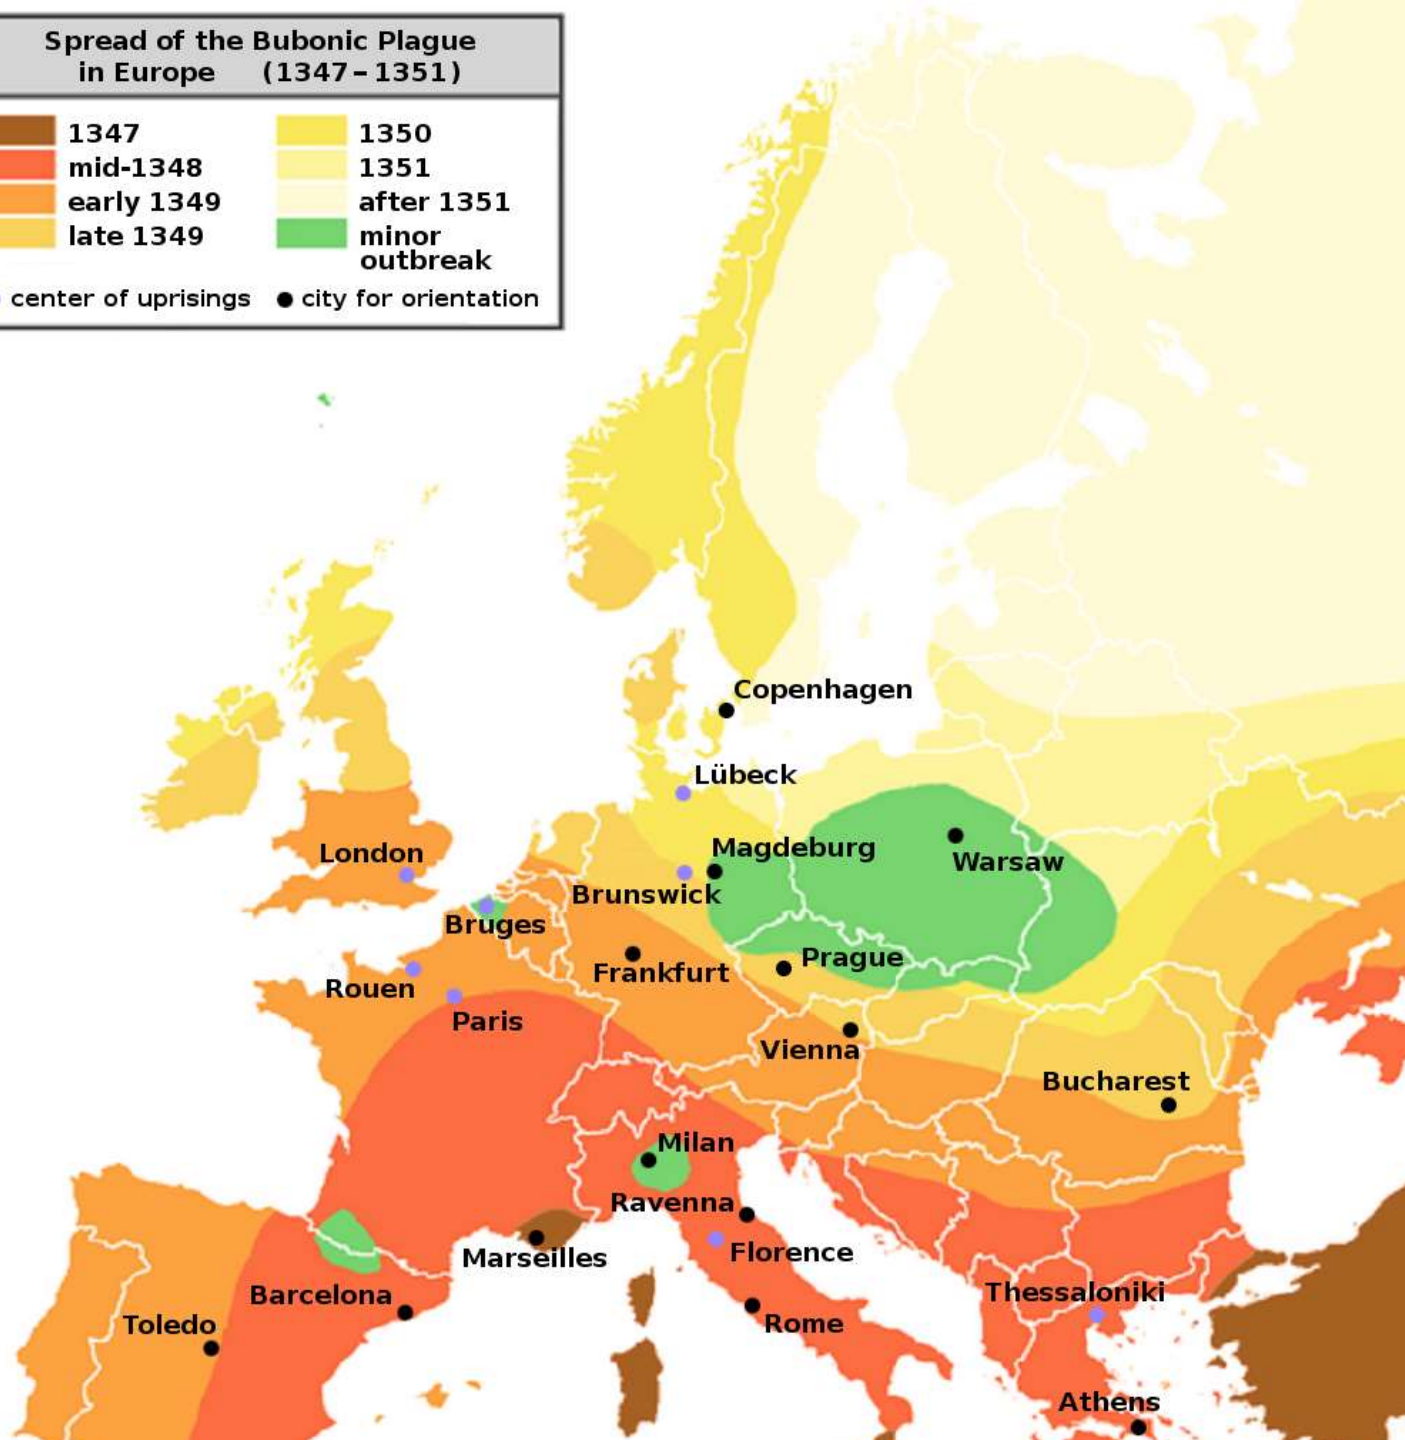 Spread of the Bubonic Plague
in Europe (1347–1351)
1347
mid-1348
early 1349
late 1349
1350
1351
after 1351
minor
outbreak
center of uprisings
city for orientation
Copenhagen
Lübeck
Magdeburg
Warsaw
London
Brunswick
Bruges
Prague
Frankfurt
Rouen
Paris
Vienna
Bucharest
Milan
Ravenna
Marseilles
Florence
Barcelona
Thessaloniki
Toledo
Rome
Athens